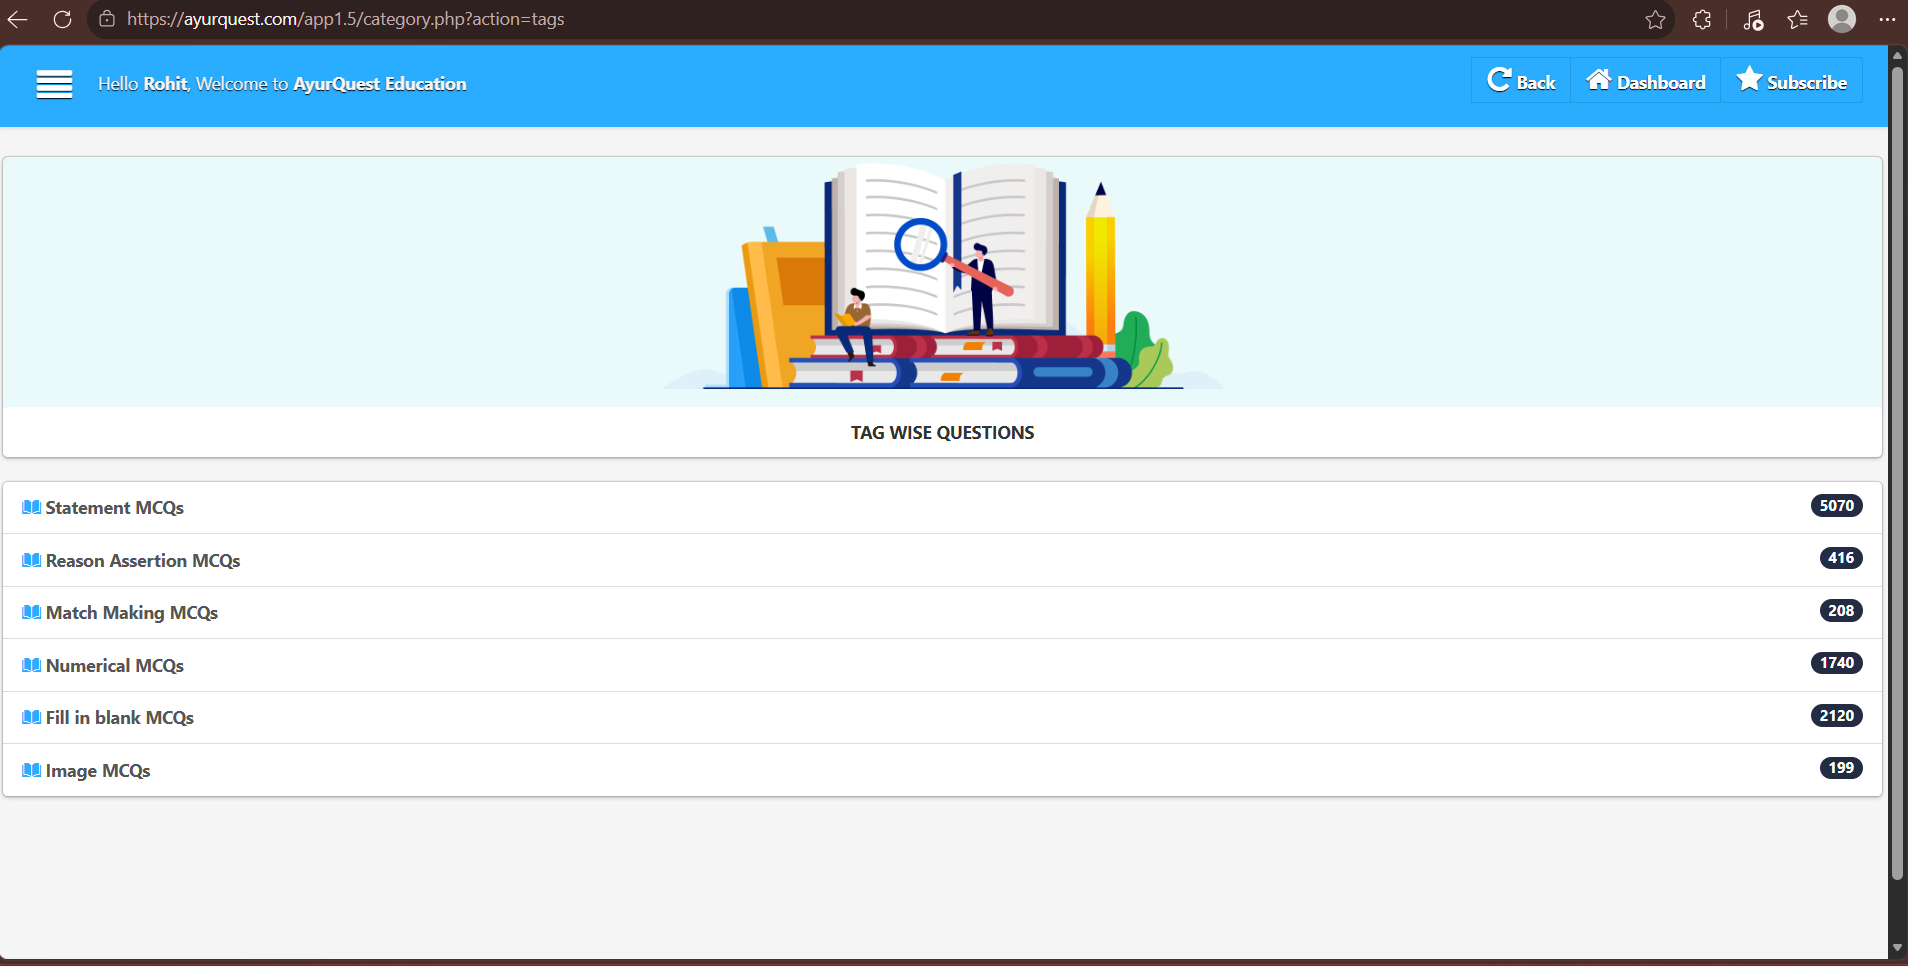 https://ayurquest.com/app1.5/category.php?action=tags
Hello Rohit, Welcome to AyurQuest Education
Back
Dashboard
Subscribe
TAG WISE QUESTIONS
Statement MCQs 5070
Reason Assertion MCQs 416
Match Making MCQs 208
Numerical MCQs 1740
Fill in blank MCQs 2120
Image MCQs 199